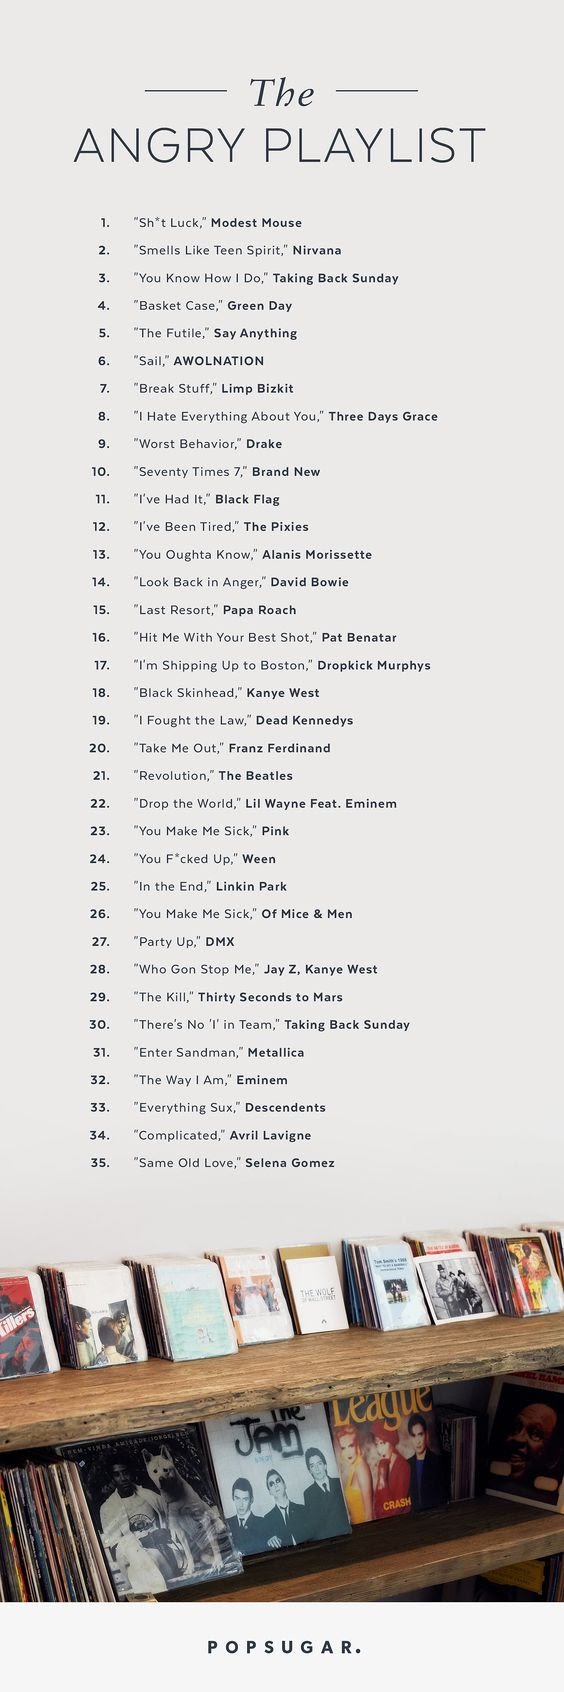 The
ANGRY PLAYLIST
1. "Sh*t Luck," Modest Mouse
2. "Smells Like Teen Spirit," Nirvana
3. "You Know How I Do," Taking Back Sunday
4. "Basket Case," Green Day
5. "The Futile," Say Anything
6. "Sail," AWOLNATION
7. "Break Stuff," Limp Bizkit
8. "I Hate Everything About You," Three Days Grace
9. "Worst Behavior," Drake
10. "Seventy Times 7," Brand New
11. "I've Had It," Black Flag
12. "I've Been Tired," The Pixies
13. "You Oughta Know," Alanis Morissette
14. "Look Back in Anger," David Bowie
15. "Last Resort," Papa Roach
16. "Hit Me With Your Best Shot," Pat Benatar
17. "I'm Shipping Up to Boston," Dropkick Murphys
18. "Black Skinhead," Kanye West
19. "I Fought the Law," Dead Kennedys
20. "Take Me Out," Franz Ferdinand
21. "Revolution," The Beatles
22. "Drop the World," Lil Wayne Feat. Eminem
23. "You Make Me Sick," Pink
24. "You F*cked Up," Ween
25. "In the End," Linkin Park
26. "You Make Me Sick," Of Mice & Men
27. "Party Up," DMX
28. "Who Gon Stop Me," Jay Z, Kanye West
29. "The Kill," Thirty Seconds to Mars
30. "There's No 'I' in Team," Taking Back Sunday
31. "Enter Sandman," Metallica
32. "The Way I Am," Eminem
33. "Everything Sux," Descendents
34. "Complicated," Avril Lavigne
35. "Same Old Love," Selena Gomez
THE WOLF
OF WALL STREET
The
JAM
League
CRASH
POPSUGAR.